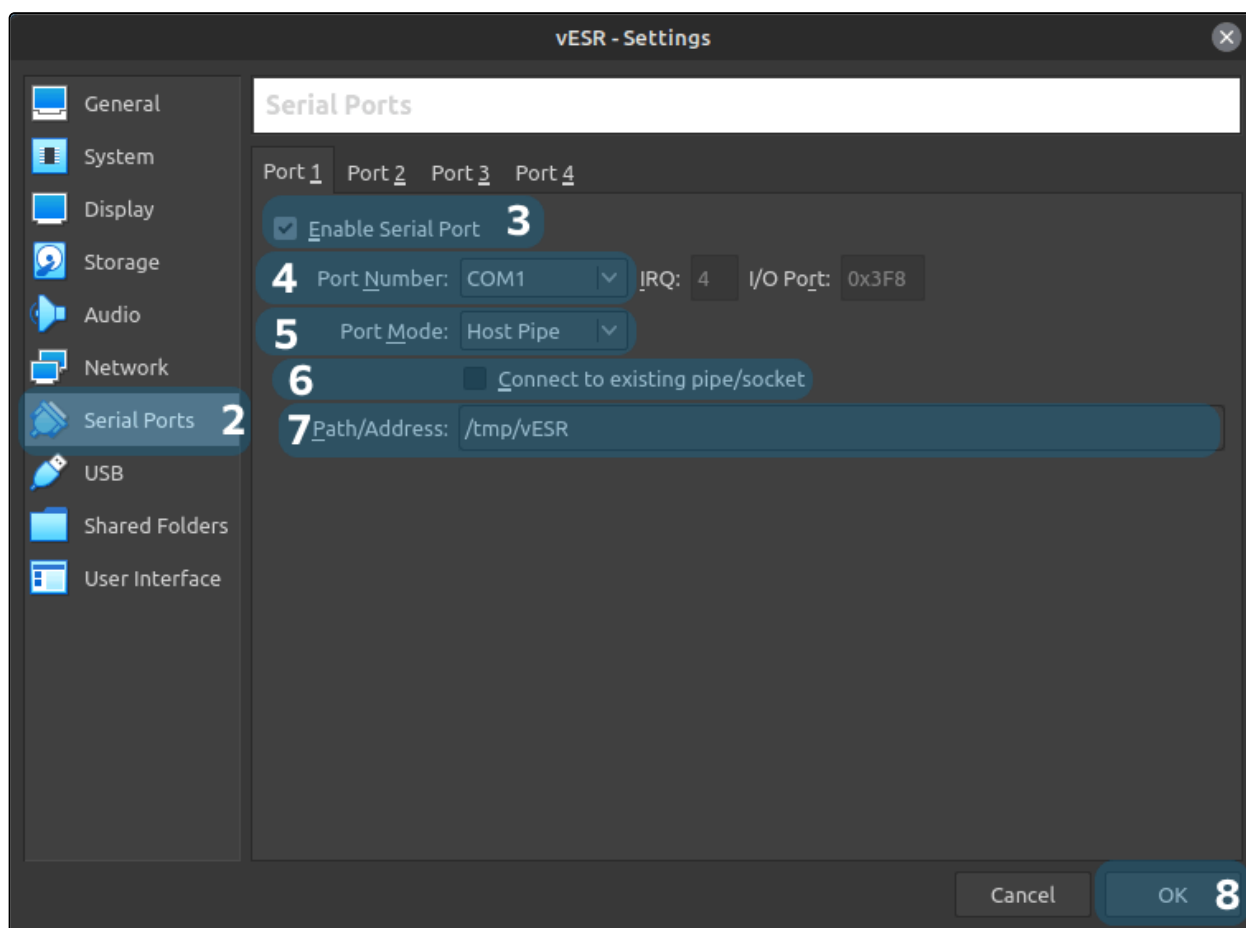 vESR - Settings
General
System
Display
Storage
Audio
Network
Serial Ports 2
USB
Shared Folders
User Interface
Serial Ports
Port 1 Port 2 Port 3 Port 4
Enable Serial Port 3
4 Port Number: COM1 IRQ: 4 I/O Port: 0x3F8
5 Port Mode: Host Pipe
6 Connect to existing pipe/socket
7 Path/Address: /tmp/vESR
Cancel OK 8